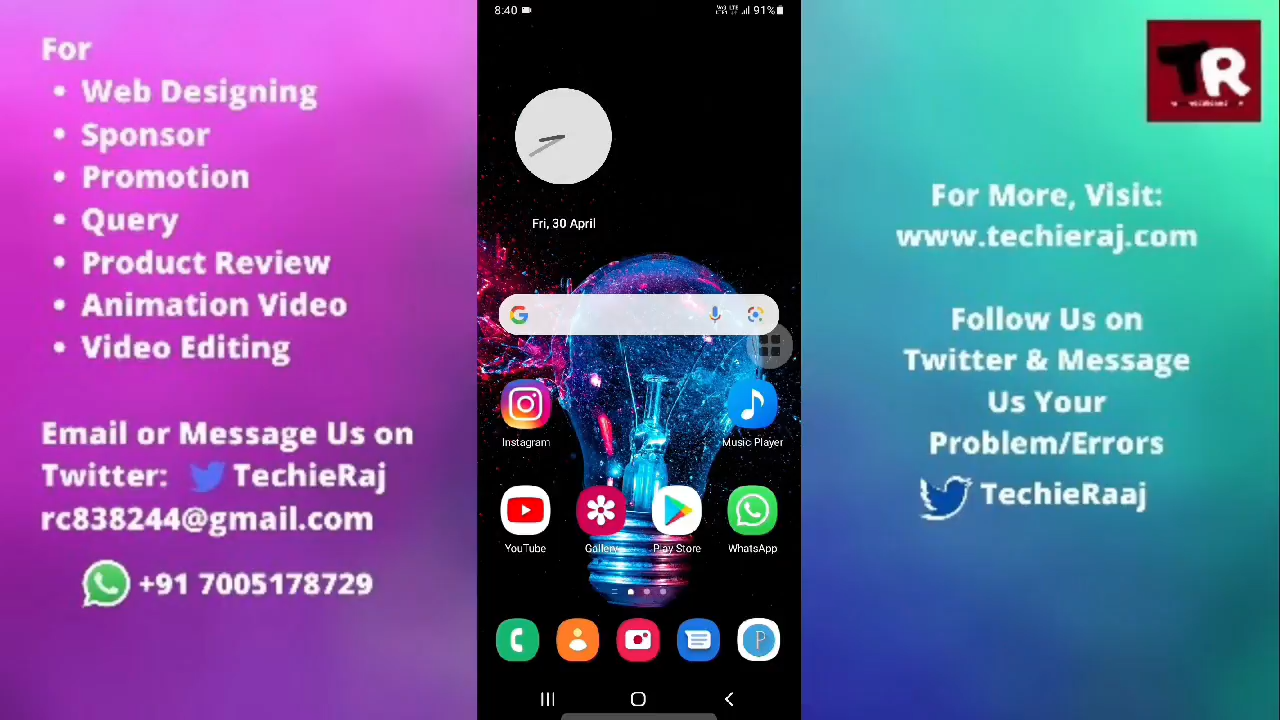 For
• Web Designing
• Sponsor
• Promotion
• Query
• Product Review
• Animation Video
• Video Editing
Email or Message Us on
Twitter: TechieRaj
rc838244@gmail.com
+91 7005178729
8:40
91%
Fri, 30 April
Instagram
Music Player
YouTube
Gallery
Play Store
WhatsApp
TR
For More, Visit:
www.techieraj.com
Follow Us on
Twitter & Message
Us Your
Problem/Errors
TechieRaaj